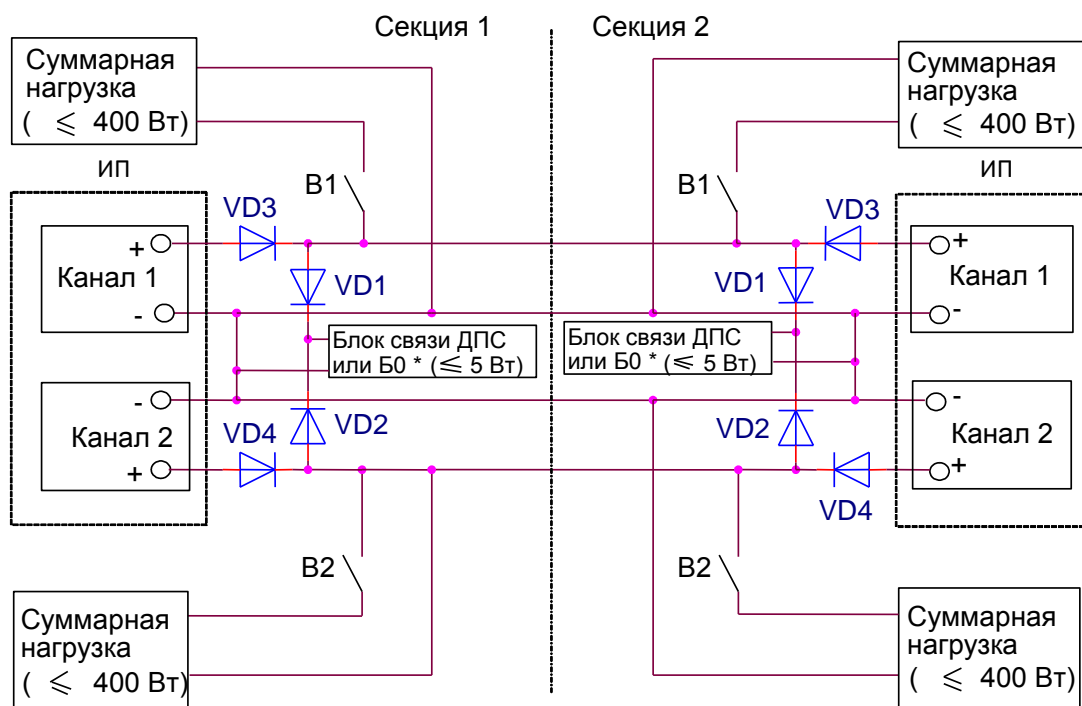 Секция 1
Секция 2
Суммарная
нагрузка
( ⩽ 400 Вт)
Суммарная
нагрузка
( ⩽ 400 Вт)
ИП
ИП
В1
В1
VD3
VD3
+
Канал 1
-
VD1
VD1
+
Канал 1
-
Блок связи ДПС
или Б0 * (⩽ 5 Вт)
Блок связи ДПС
или Б0 * (⩽ 5 Вт)
-
Канал 2
+
VD4
VD2
VD2
VD4
-
Канал 2
+
В2
В2
Суммарная
нагрузка
( ⩽ 400 Вт)
Суммарная
нагрузка
( ⩽ 400 Вт)